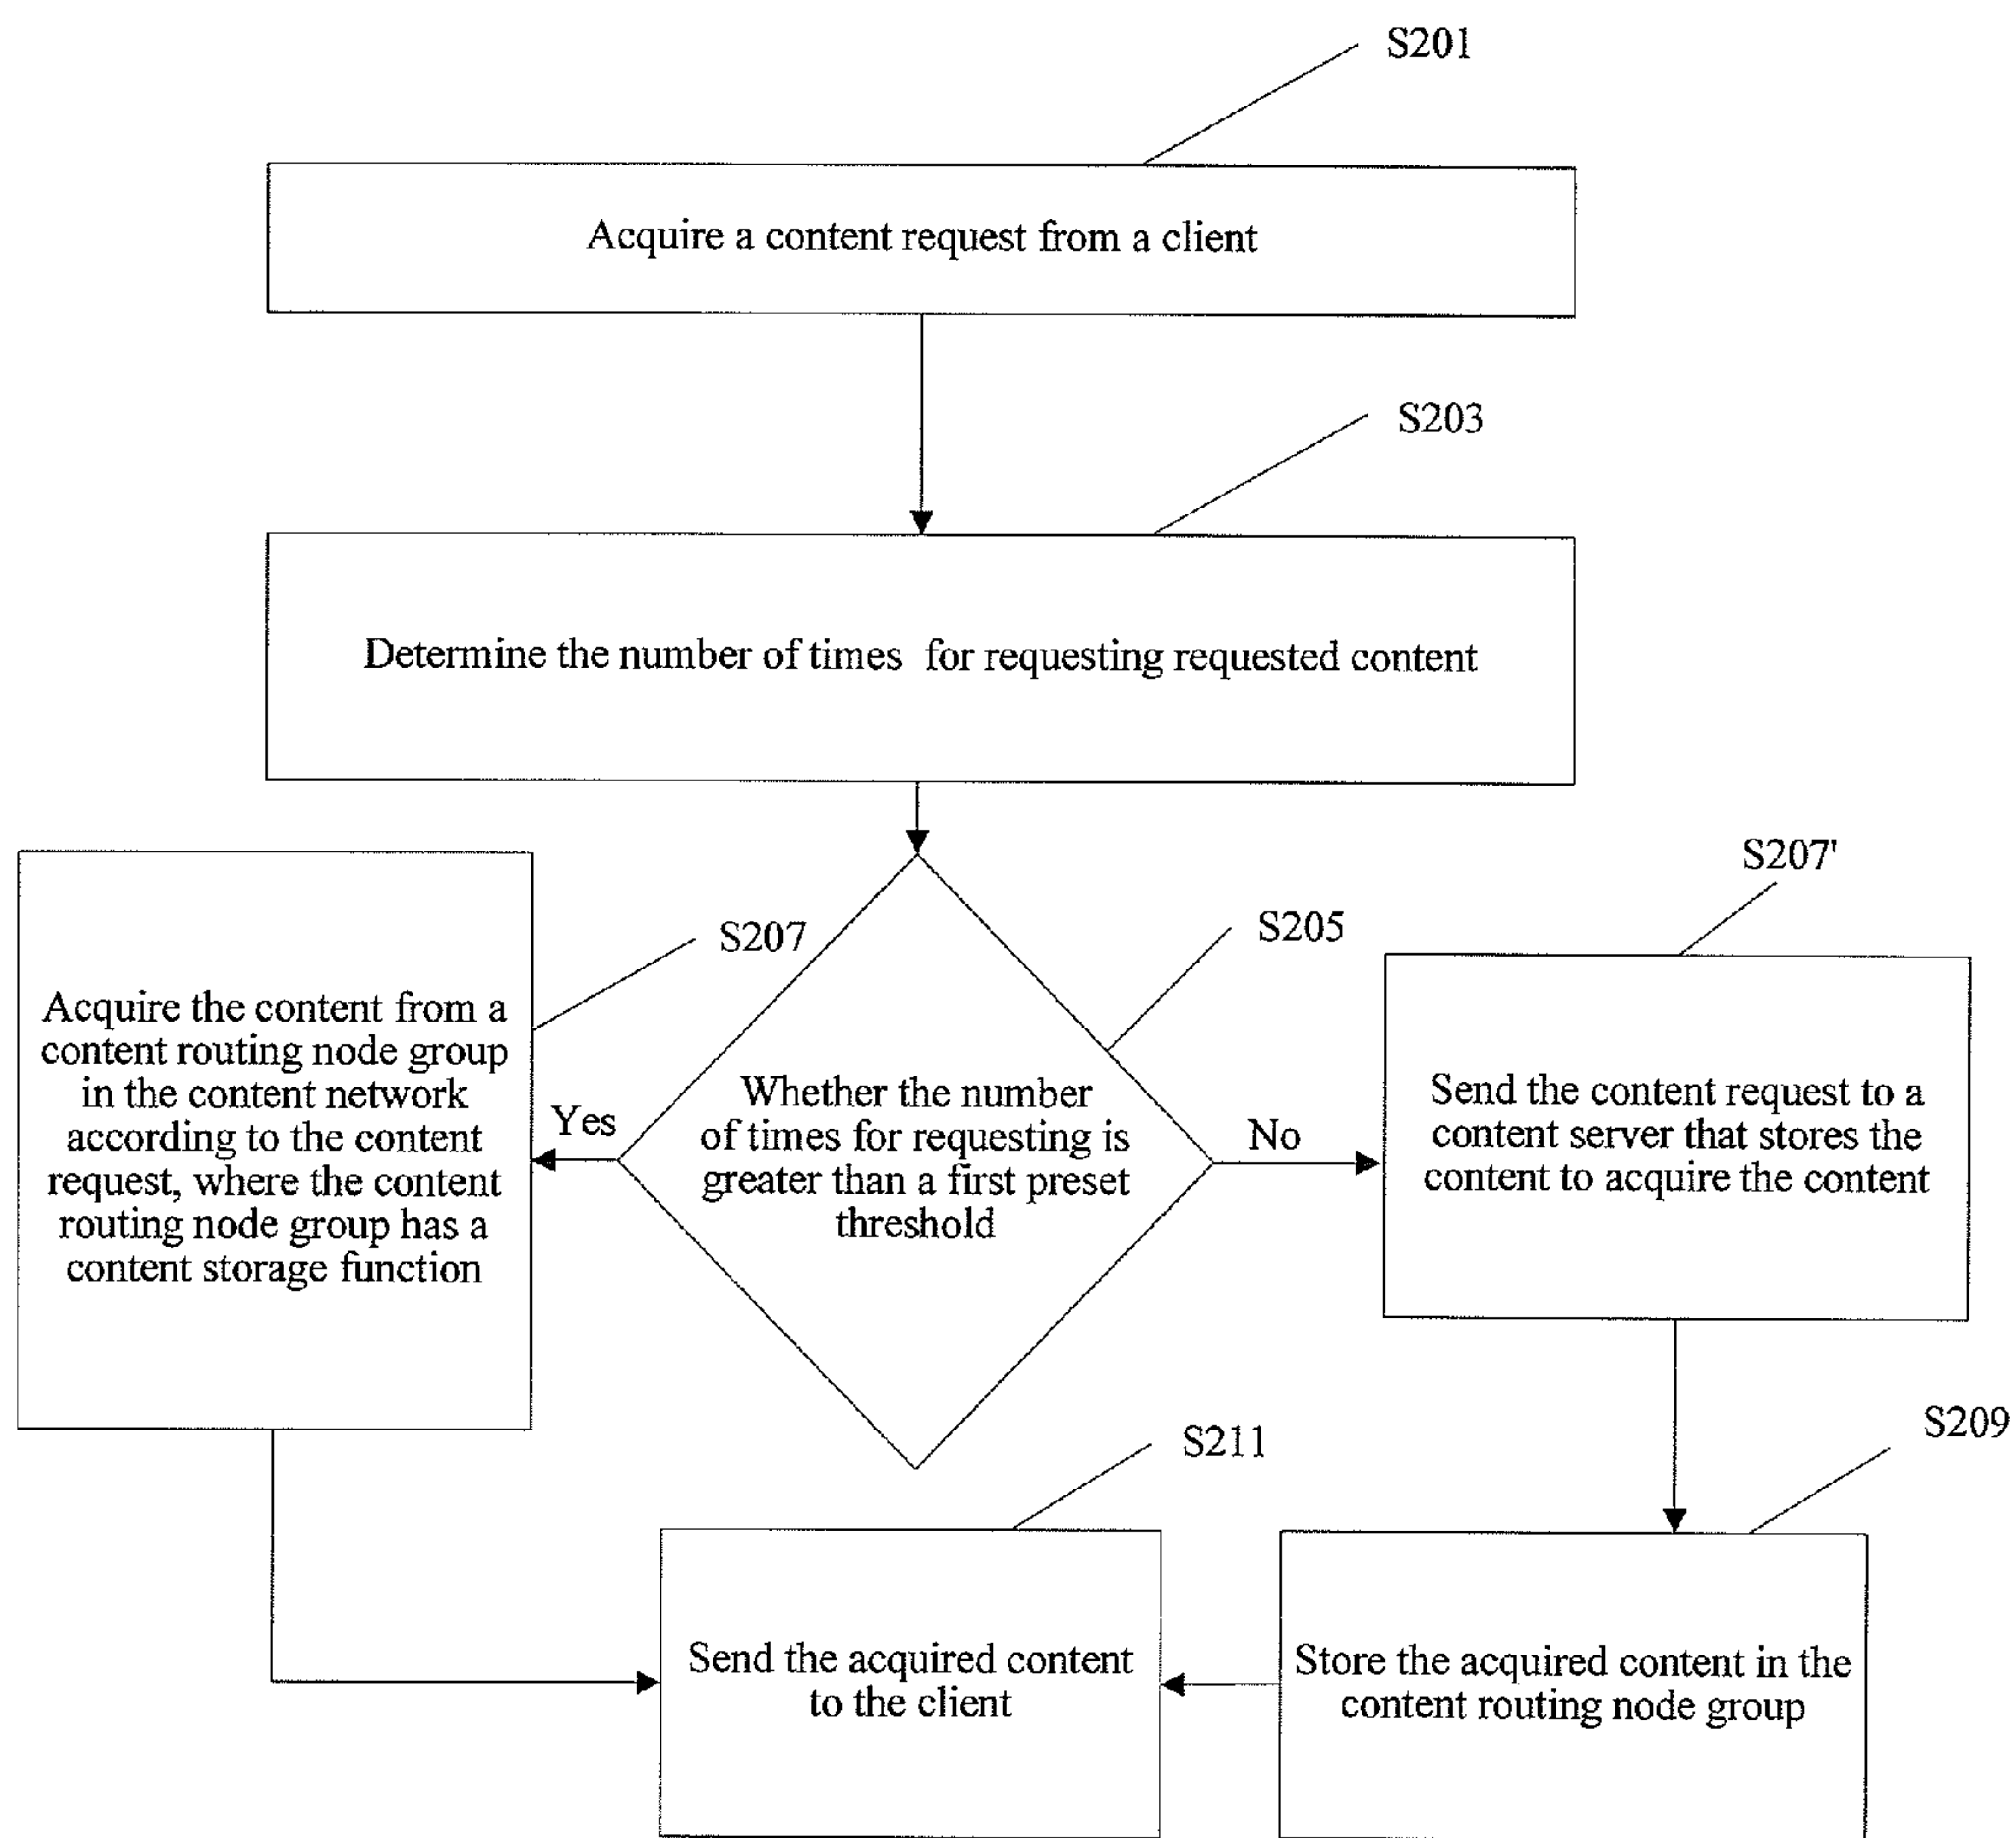 S201
Acquire a content request from a client
S203
Determine the number of times for requesting requested content
S207'
S207
S205
Acquire the content from a
content routing node group
in the content network
according to the content
request, where the content
routing node group has a
content storage function
Yes
Whether the number
of times for requesting is
greater than a first preset
threshold
No
Send the content request to a
content server that stores the
content to acquire the content
S211
S209
Send the acquired content
to the client
Store the acquired content in the
content routing node group